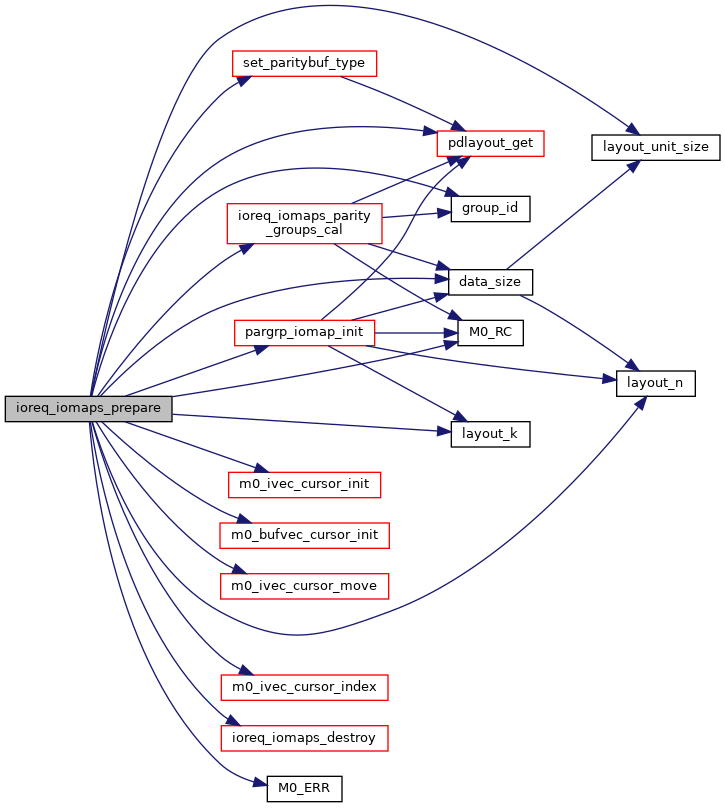 set_paritybuf_type
pdlayout_get
layout_unit_size
ioreq_iomaps_parity
_groups_cal
group_id
data_size
pargrp_iomap_init
M0_RC
layout_n
ioreq_iomaps_prepare
layout_k
m0_ivec_cursor_init
m0_bufvec_cursor_init
m0_ivec_cursor_move
m0_ivec_cursor_index
ioreq_iomaps_destroy
M0_ERR